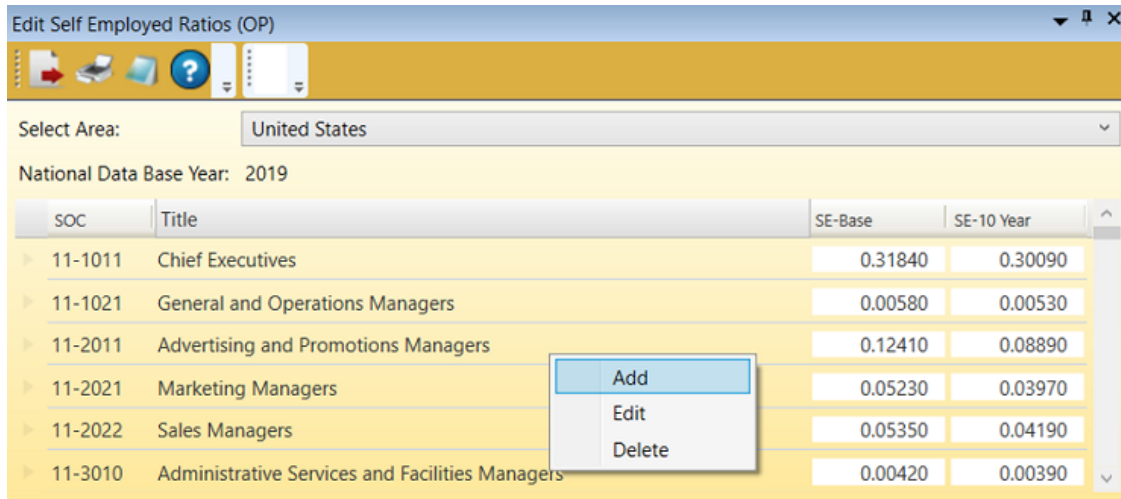 Edit Self Employed Ratios (OP)
?
Select Area: United States
National Data Base Year: 2019
SOC Title SE-Base SE-10 Year
11-1011 Chief Executives 0.31840 0.30090
11-1021 General and Operations Managers 0.00580 0.00530
11-2011 Advertising and Promotions Managers 0.12410 0.08890
Add
11-2021 Marketing Managers 0.05230 0.03970
Edit
11-2022 Sales Managers 0.05350 0.04190
Delete
11-3010 Administrative Services and Facilities Managers 0.00420 0.00390